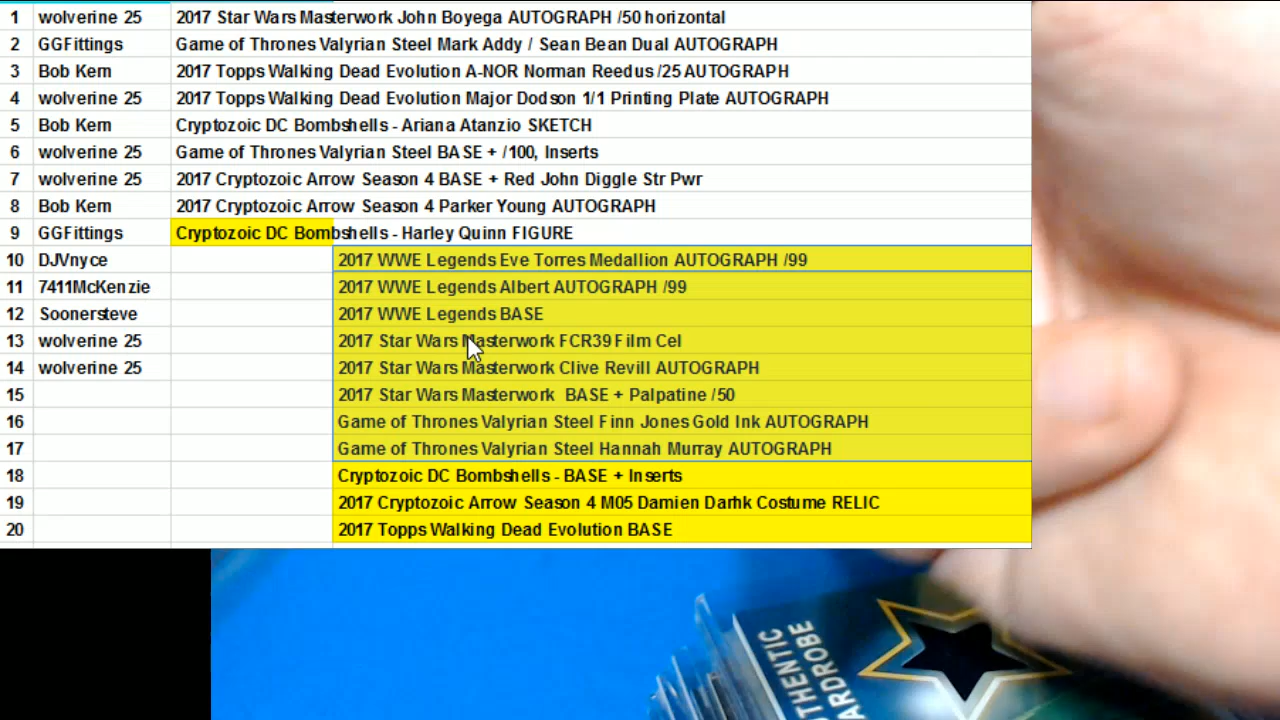 1 wolverine 25 2017 Star Wars Masterwork John Boyega AUTOGRAPH /50 horizontal
2 GGFittings Game of Thrones Valyrian Steel Mark Addy / Sean Bean Dual AUTOGRAPH
3 Bob Kern 2017 Topps Walking Dead Evolution A-NOR Norman Reedus /25 AUTOGRAPH
4 wolverine 25 2017 Topps Walking Dead Evolution Major Dodson 1/1 Printing Plate AUTOGRAPH
5 Bob Kern Cryptozoic DC Bombshells - Ariana Atanzio SKETCH
6 wolverine 25 Game of Thrones Valyrian Steel BASE + /100, Inserts
7 wolverine 25 2017 Cryptozoic Arrow Season 4 BASE + Red John Diggle Str Pwr
8 Bob Kern 2017 Cryptozoic Arrow Season 4 Parker Young AUTOGRAPH
9 GGFittings Cryptozoic DC Bombshells - Harley Quinn FIGURE
10 DJVnyce 2017 WWE Legends Eve Torres Medallion AUTOGRAPH /99
11 7411McKenzie 2017 WWE Legends Albert AUTOGRAPH /99
12 Soonersteve 2017 WWE Legends BASE
13 wolverine 25 2017 Star Wars Masterwork FCR39 Film Cel
14 wolverine 25 2017 Star Wars Masterwork Clive Revill AUTOGRAPH
15 2017 Star Wars Masterwork BASE + Palpatine /50
16 Game of Thrones Valyrian Steel Finn Jones Gold Ink AUTOGRAPH
17 Game of Thrones Valyrian Steel Hannah Murray AUTOGRAPH
18 Cryptozoic DC Bombshells - BASE + Inserts
19 2017 Cryptozoic Arrow Season 4 M05 Damien Darhk Costume RELIC
20 2017 Topps Walking Dead Evolution BASE